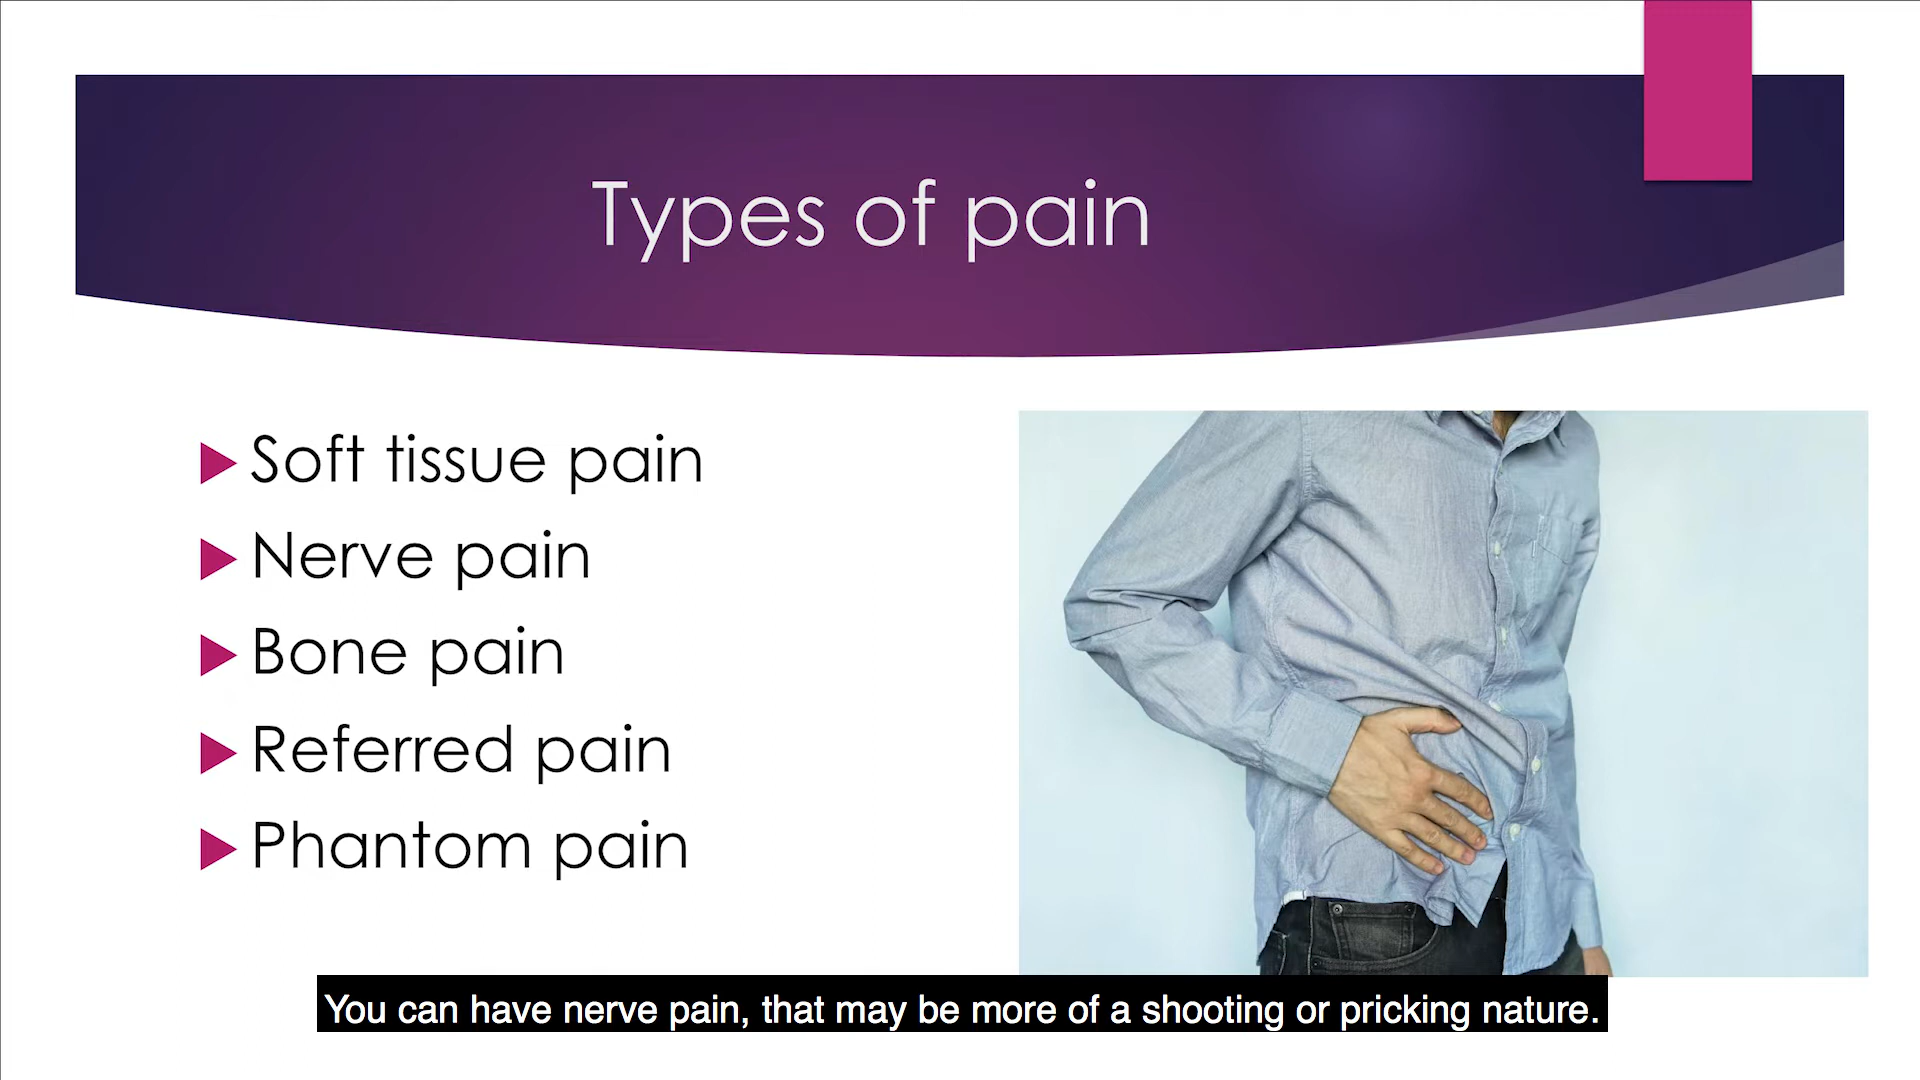 Types of pain
Soft tissue pain
Nerve pain
Bone pain
Referred pain
Phantom pain
You can have nerve pain, that may be more of a shooting or pricking nature.